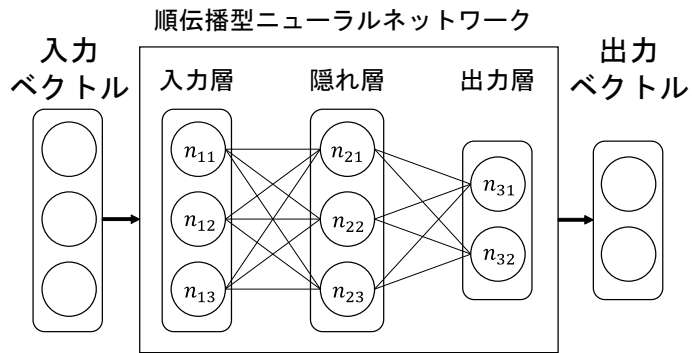 順伝播型ニューラルネットワーク
入力
ベクトル
入力層
隠れ層
出力層
出力
ベクトル
n11
n12
n13
n21
n22
n23
n31
n32